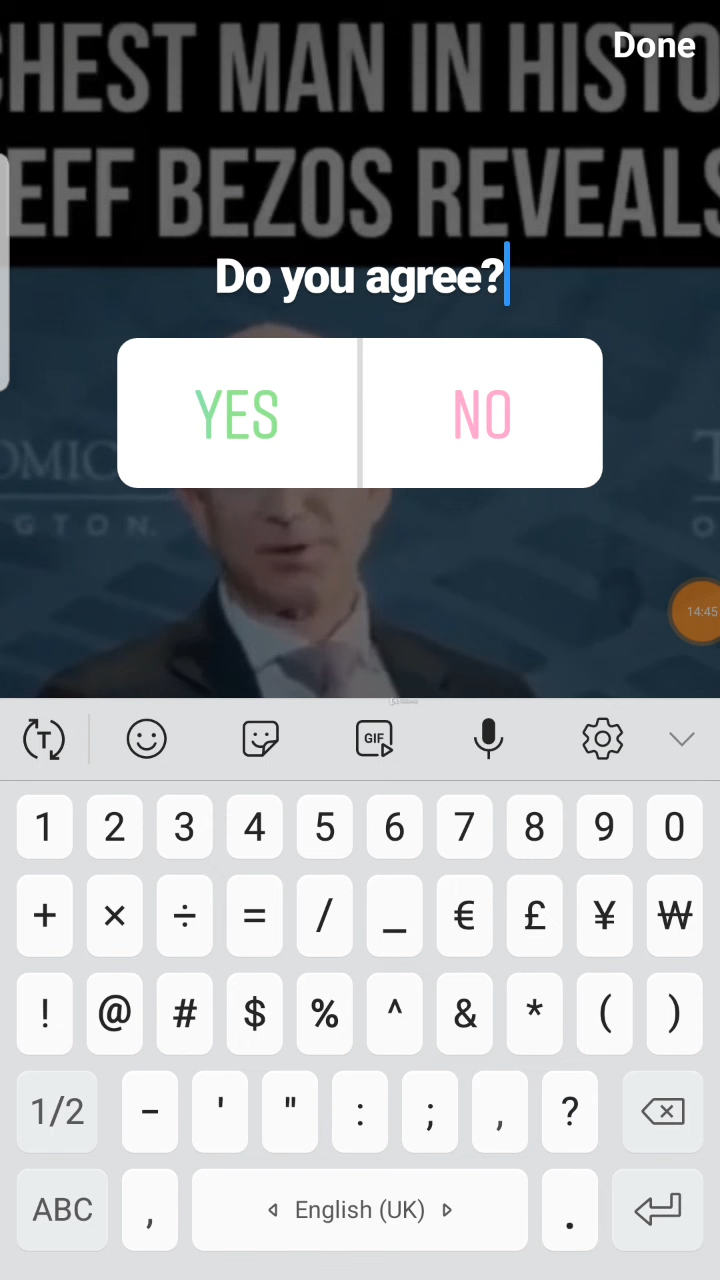 CHEST MAN IN HISTO
Done
EFF BEZOS REVEALS
Do you agree?
YES NO
OMIC T
GTON. O
14:45
T GIF
1 2 3 4 5 6 7 8 9 0
+ × ÷ = / _ € £ ¥ ₩
! @ # $ % ^ & * ( )
1/2 - ' " : ; , ?
ABC , English (UK) .